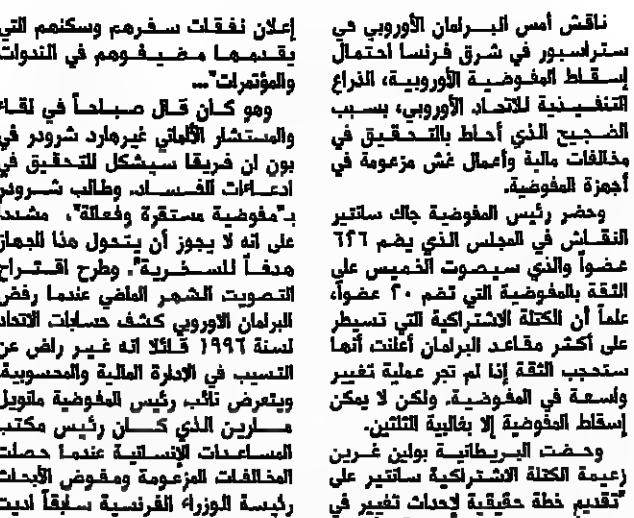 ناقش أمس البرلمان الأوروبي في
ستراسبور في شرق فرنسا احتمال
إسقاط المفوضية الأوروبية، الذراع
التنفيذية للاتحاد الأوروبي، بسبب
الضجيج الذي أحاط بالتحقيق في
مخالفات مالية وأعمال غش مزعومة في
أجهزة المفوضية.
وحضر رئيس المفوضية جاك سانتير
النقاش في المجلس الذي يضم ٦٢٦
عضواً والذي سيصوت الخميس على
الثقة بالمفوضية التي تضم ٢٠ عضواً،
علماً أن الكتلة الاشتراكية التي تسيطر
على أكثر مقاعد البرلمان أعلنت أنها
ستحجب الثقة إذا لم تجر عملية تغيير
واسعة في المفوضية. ولكن لا يمكن
إسقاط المفوضية إلا بغالبية الثلثين.
وحضت البريطانية بولين غرين
زعيمة الكتلة الاشتراكية سانتير على
"تقديم خطة حقيقية لإحداث تغيير في
إعلان نفقات سفرهم وسكنهم التي
يقدمها مضيفوهم في الندوات
والمؤتمرات"...
وهو كان قال صباحاً في لقاء
والمستشار الألماني غيرهارد شرودر في
بون ان فريقا سيشكل للتحقيق في
ادعاءات الفساد. وطالب شرودر
بـ"مفوضية مستقرة وفعالة"، مشددا
على انه لا يجوز أن يتحول هذا الجهاز
هدفاً للسخرية". وطرح اقتراح
التصويت الشهر الماضي عندما رفض
البرلمان الاوروبي كشف حسابات الاتحاد
لسنة ١٩٩٦ قائلا انه غير راض عن
التسيب في الإدارة المالية والمحسوبية.
ويتعرض نائب رئيس المفوضية مانويل
مارين الذي كان رئيس مكتب
المساعدات الإنسانية عندما حصلت
المخالفات المزعومة ومفوض الأبحاث
رئيسة الوزراء الفرنسية سابقاً اديت